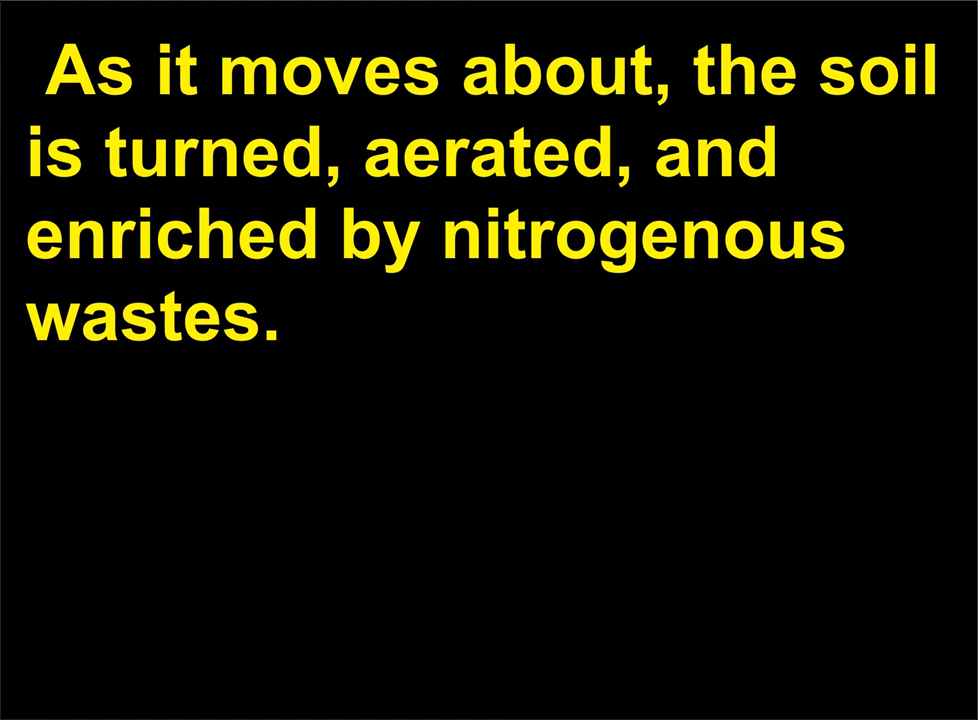 As it moves about, the soil
is turned, aerated, and
enriched by nitrogenous
wastes.